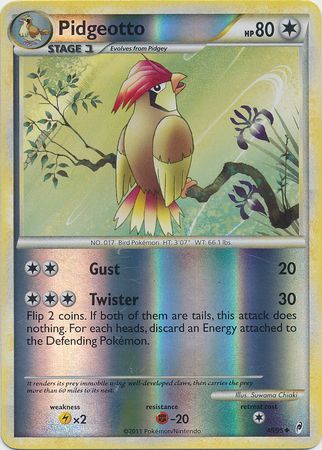 Pidgeotto
HP 80
STAGE 1 Evolves from Pidgey
NO. 017 Bird Pokémon HT: 3'07" WT: 66.1 lbs.
Gust 20
Twister 30
Flip 2 coins. If both of them are tails, this attack does
nothing. For each heads, discard an Energy attached to
the Defending Pokémon.
It renders its prey immobile using well-developed claws, then carries the prey
more than 60 miles to its nest.
Illus. Suwama Chiaki
weakness resistance retreat cost
×2 -20
©2011 Pokémon/Nintendo